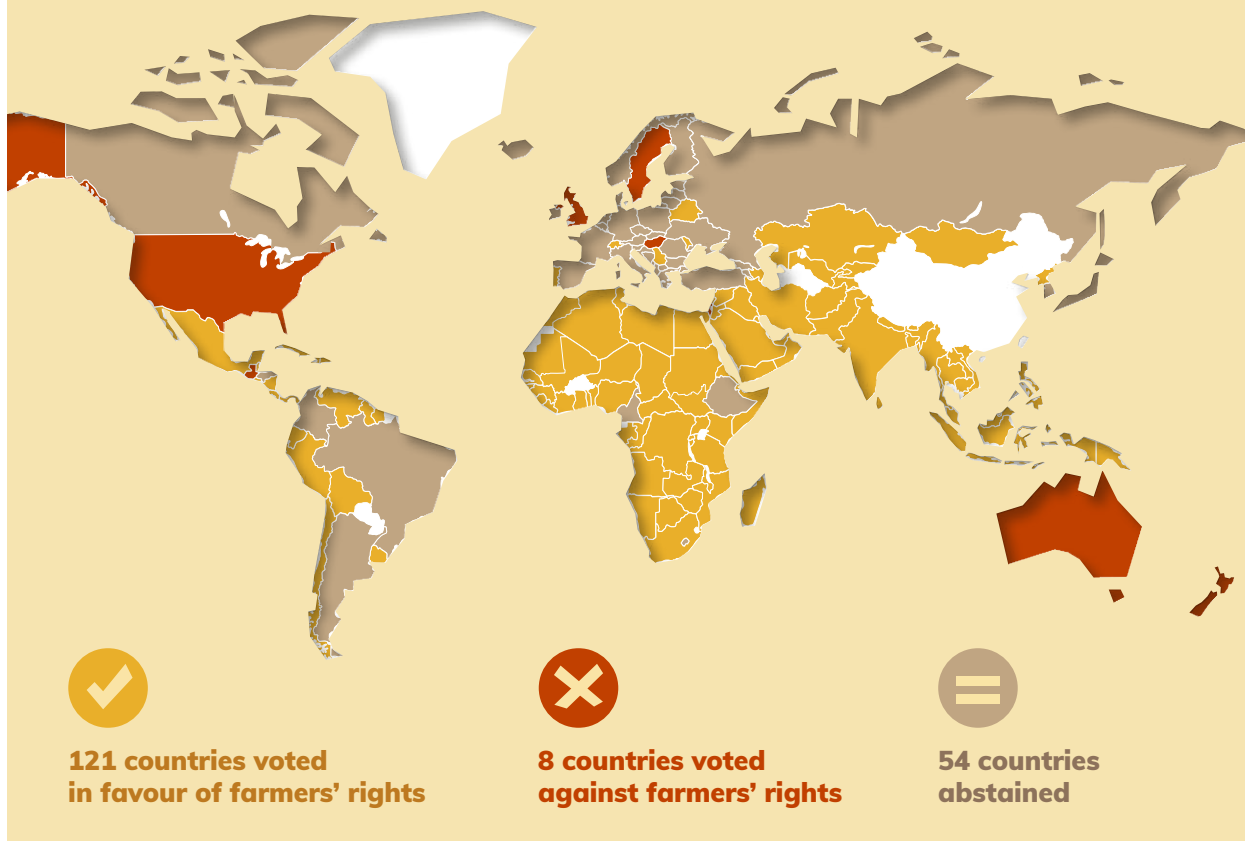 121 countries voted
in favour of farmers’ rights
8 countries voted
against farmers’ rights
54 countries
abstained